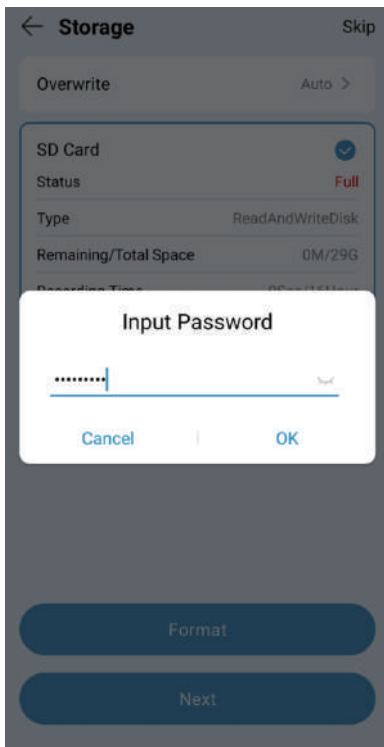 Storage Skip
Overwrite Auto >
SD Card
Status Full
Type ReadAndWriteDisk
Remaining/Total Space 0M/29G
Input Password
•••••••••
Cancel OK
Format
Next